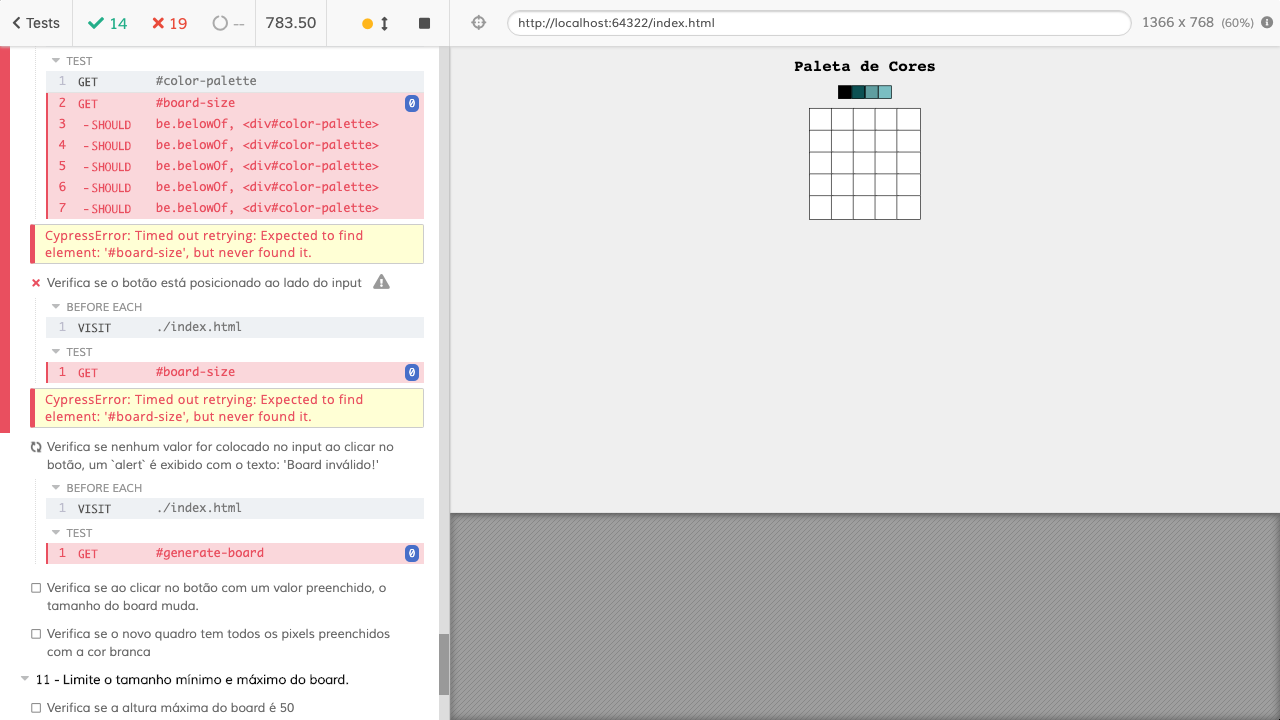 Tests 14 19 -- 783.50
http://localhost:64322/index.html 1366 x 768 (60%)
TEST
1 GET #color-palette
2 GET #board-size 0
3 -SHOULD be.belowOf, <div#color-palette>
4 -SHOULD be.belowOf, <div#color-palette>
5 -SHOULD be.belowOf, <div#color-palette>
6 -SHOULD be.belowOf, <div#color-palette>
7 -SHOULD be.belowOf, <div#color-palette>
CypressError: Timed out retrying: Expected to find
element: '#board-size', but never found it.
Verifica se o botão está posicionado ao lado do input
BEFORE EACH
1 VISIT ./index.html
TEST
1 GET #board-size 0
CypressError: Timed out retrying: Expected to find
element: '#board-size', but never found it.
Verifica se nenhum valor for colocado no input ao clicar no
botão, um `alert` é exibido com o texto: 'Board inválido!'
BEFORE EACH
1 VISIT ./index.html
TEST
1 GET #generate-board 0
Verifica se ao clicar no botão com um valor preenchido, o
tamanho do board muda.
Verifica se o novo quadro tem todos os pixels preenchidos
com a cor branca
11 - Limite o tamanho mínimo e máximo do board.
Verifica se a altura máxima do board é 50
Paleta de Cores